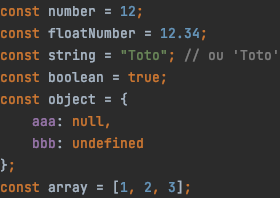 const number = 12;
const floatNumber = 12.34;
const string = "Toto"; // ou 'Toto'
const boolean = true;
const object = {
    aaa: null,
    bbb: undefined
};
const array = [1, 2, 3];